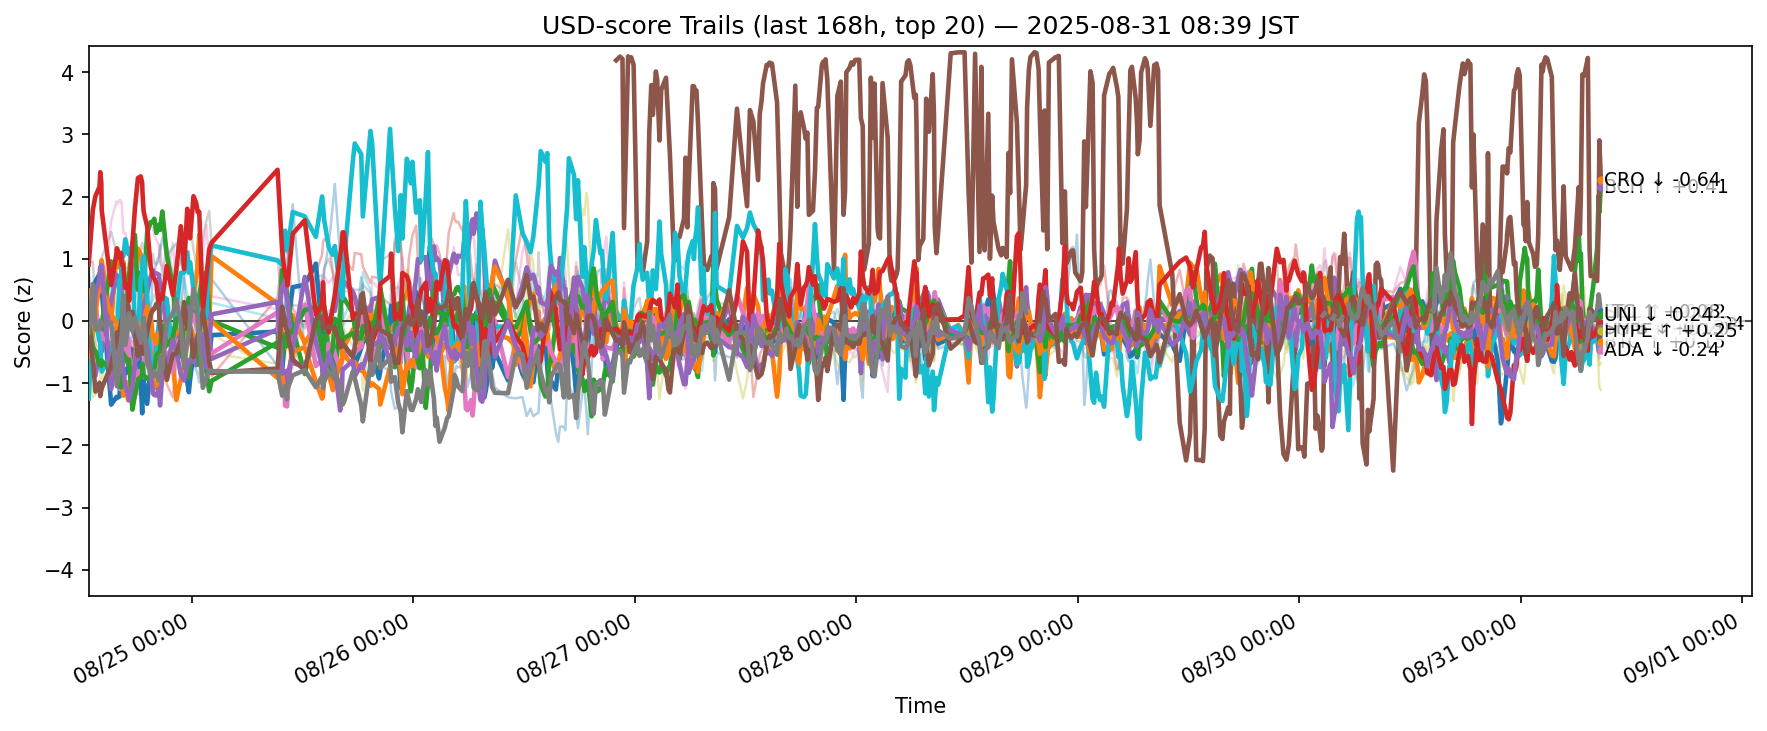 USD-score Trails (last 168h, top 20) — 2025-08-31 08:39 JST
Score (z)
4
3
2
1
0
−1
−2
−3
−4
CRO ↓ -0.64
BCH ↑ +0.41
UNI ↓ -0.24
HYPE ↑ +0.25
ADA ↓ -0.24
08/25 00:00
08/26 00:00
08/27 00:00
08/28 00:00
08/29 00:00
08/30 00:00
08/31 00:00
09/01 00:00
Time